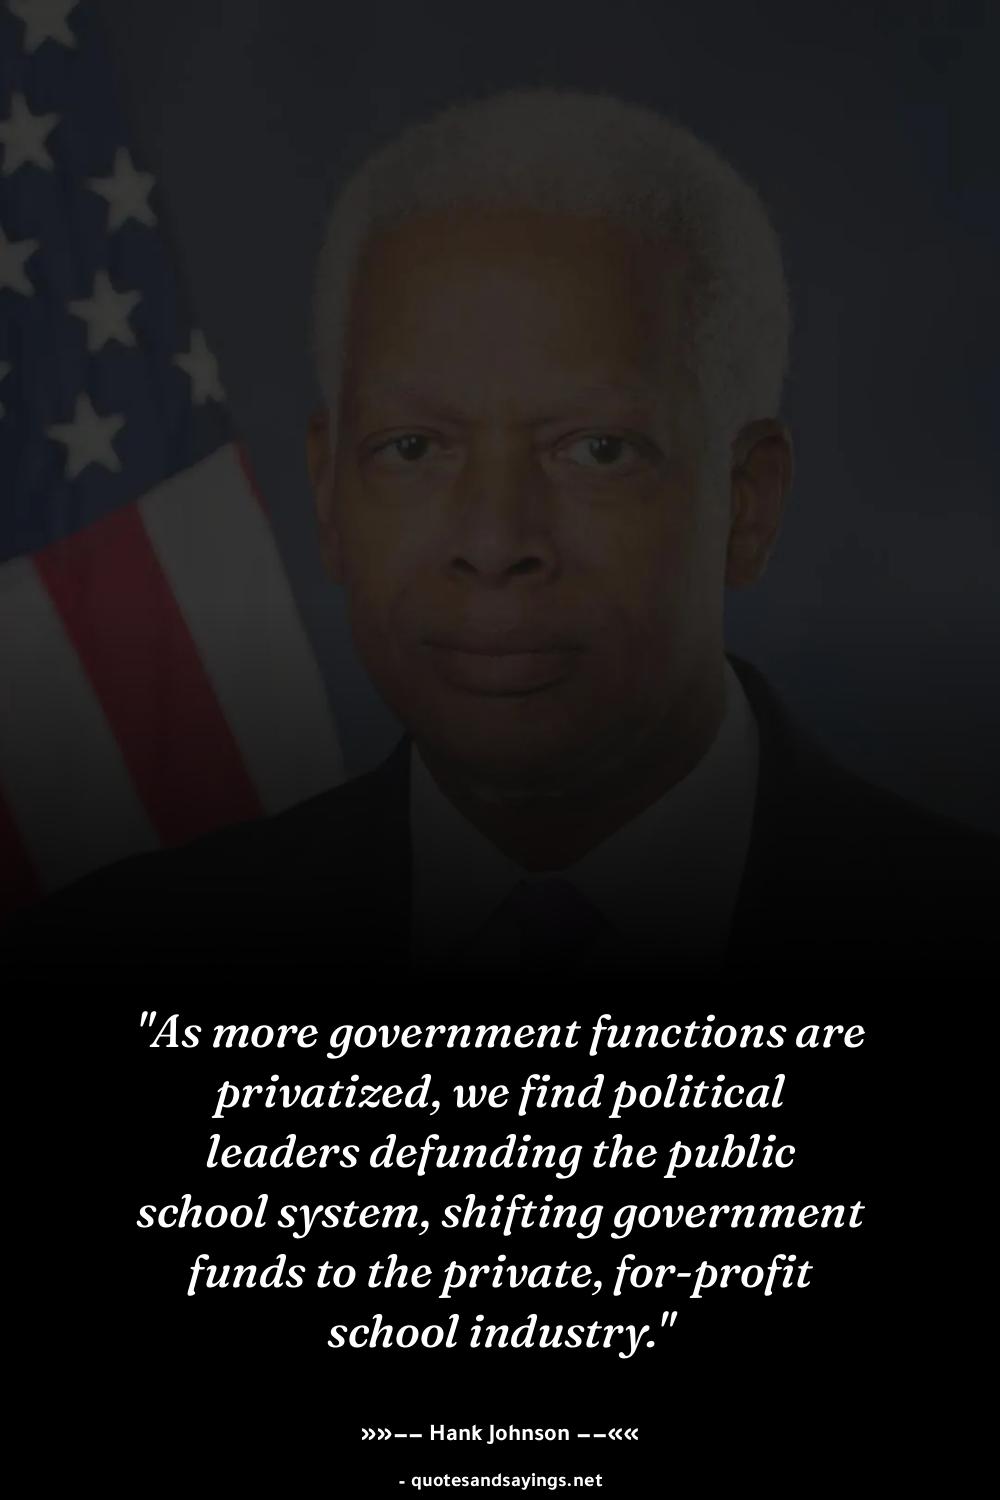 "As more government functions are
privatized, we find political
leaders defunding the public
school system, shifting government
funds to the private, for-profit
school industry."
»»–– Hank Johnson ––««
- quotesandsayings.net